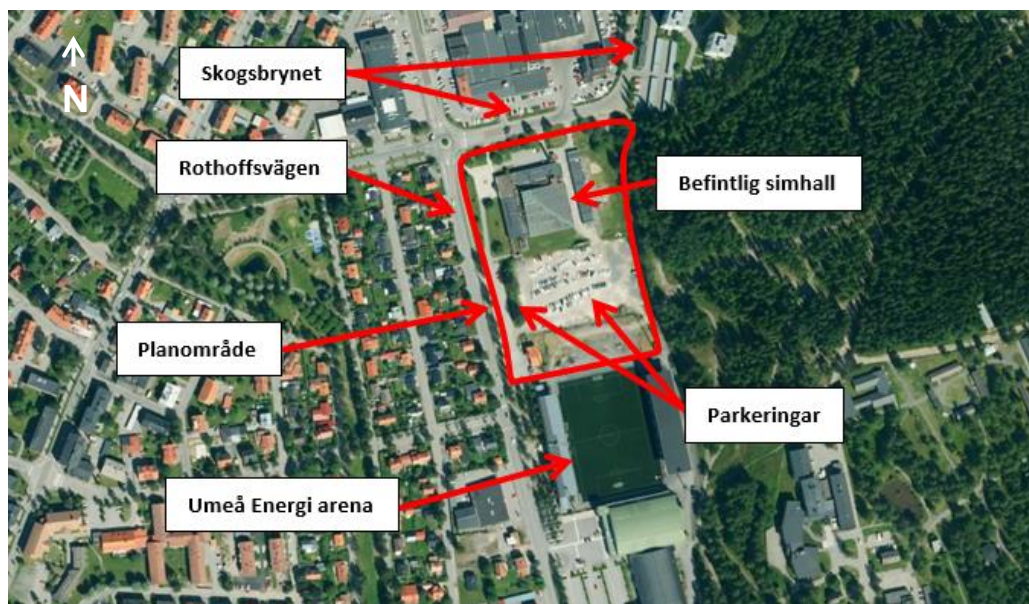 N
Skogsbrynet
Rothoffsvägen
Befintlig simhall
Planområde
Parkeringar
Umeå Energi arena